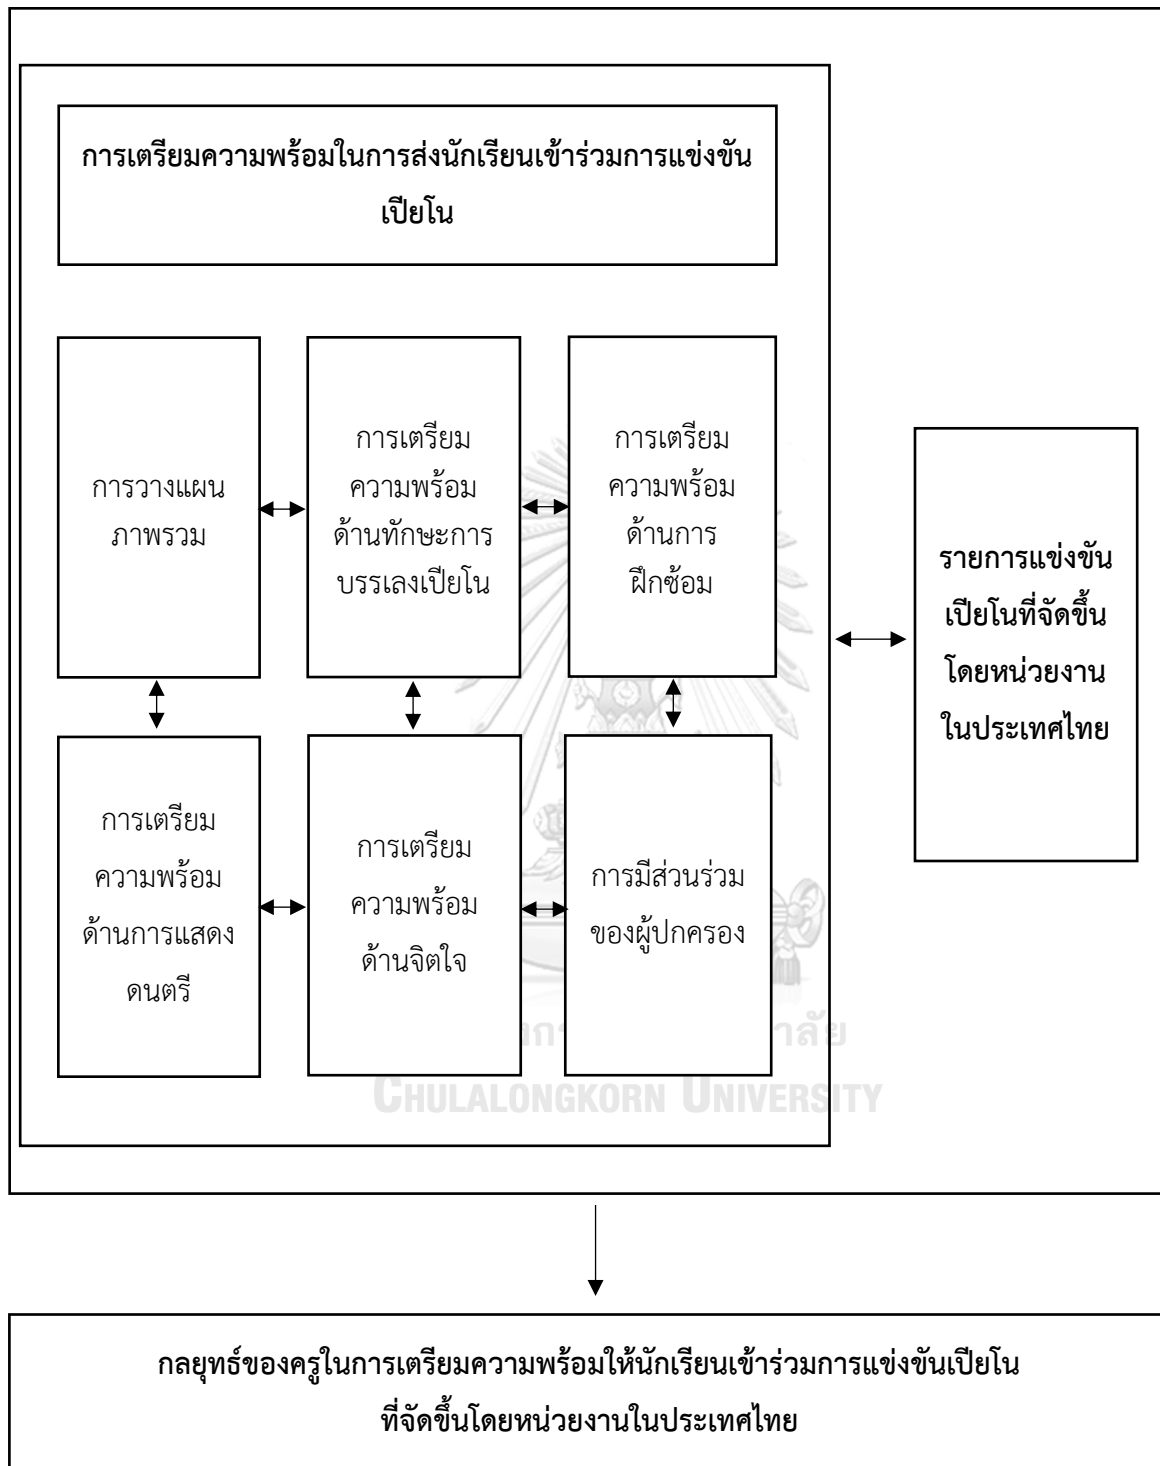 การเตรียมความพร้อมในการส่งนักเรียนเข้าร่วมการแข่งขัน
เปียโน
การวางแผน
ภาพรวม
การเตรียม
ความพร้อม
ด้านทักษะการ
บรรเลงเปียโน
การเตรียม
ความพร้อม
ด้านการ
ฝึกซ้อม
รายการแข่งขัน
เปียโนที่จัดขึ้น
โดยหน่วยงาน
ในประเทศไทย
การเตรียม
ความพร้อม
ด้านการแสดง
ดนตรี
การเตรียม
ความพร้อม
ด้านจิตใจ
การมีส่วนร่วม
ของผู้ปกครอง
CHULALONGKORN UNIVERSITY
กลยุทธ์ของครูในการเตรียมความพร้อมให้นักเรียนเข้าร่วมการแข่งขันเปียโน
ที่จัดขึ้นโดยหน่วยงานในประเทศไทย